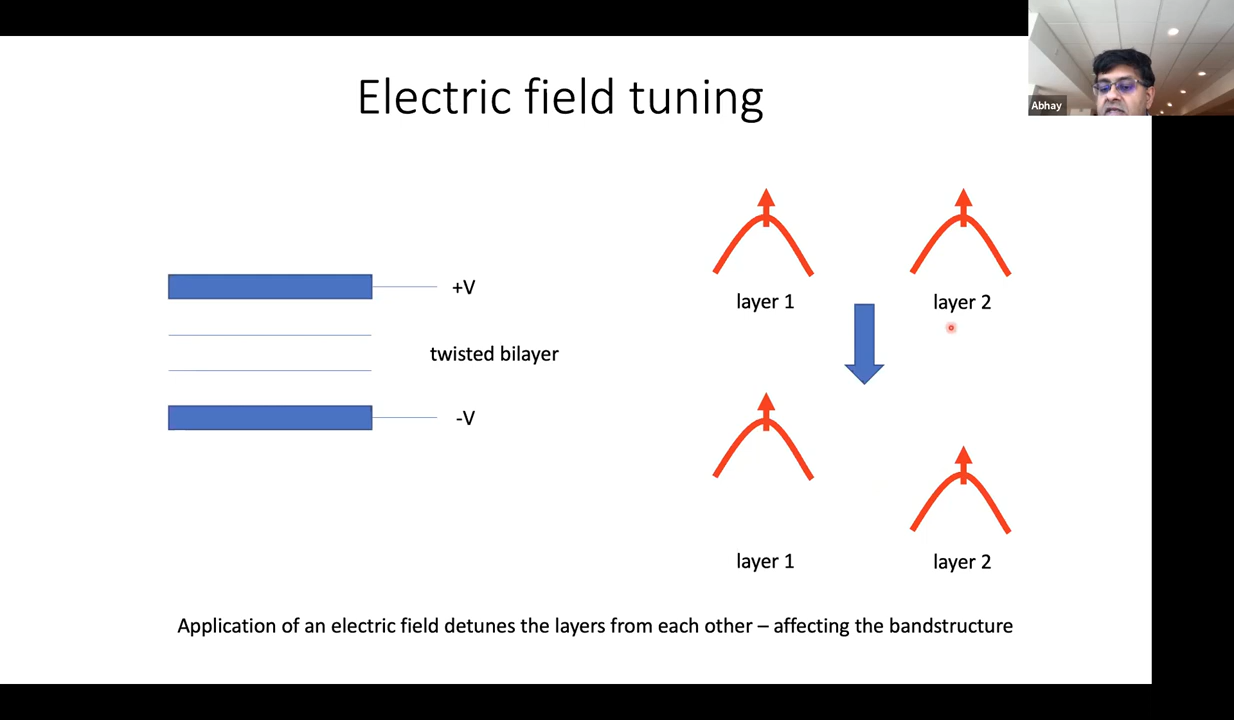 Electric field tuning
Abhay
+V
twisted bilayer
-V
layer 1
layer 2
layer 1
layer 2
Application of an electric field detunes the layers from each other – affecting the bandstructure